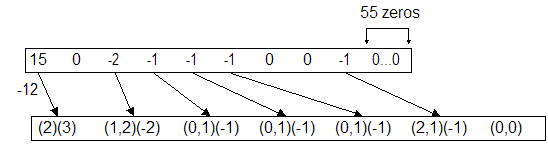 55 zeros
15 0 -2 -1 -1 -1 0 0 -1 0...0
-12
(2)(3) (1,2)(-2) (0,1)(-1) (0,1)(-1) (0,1)(-1) (2,1)(-1) (0,0)